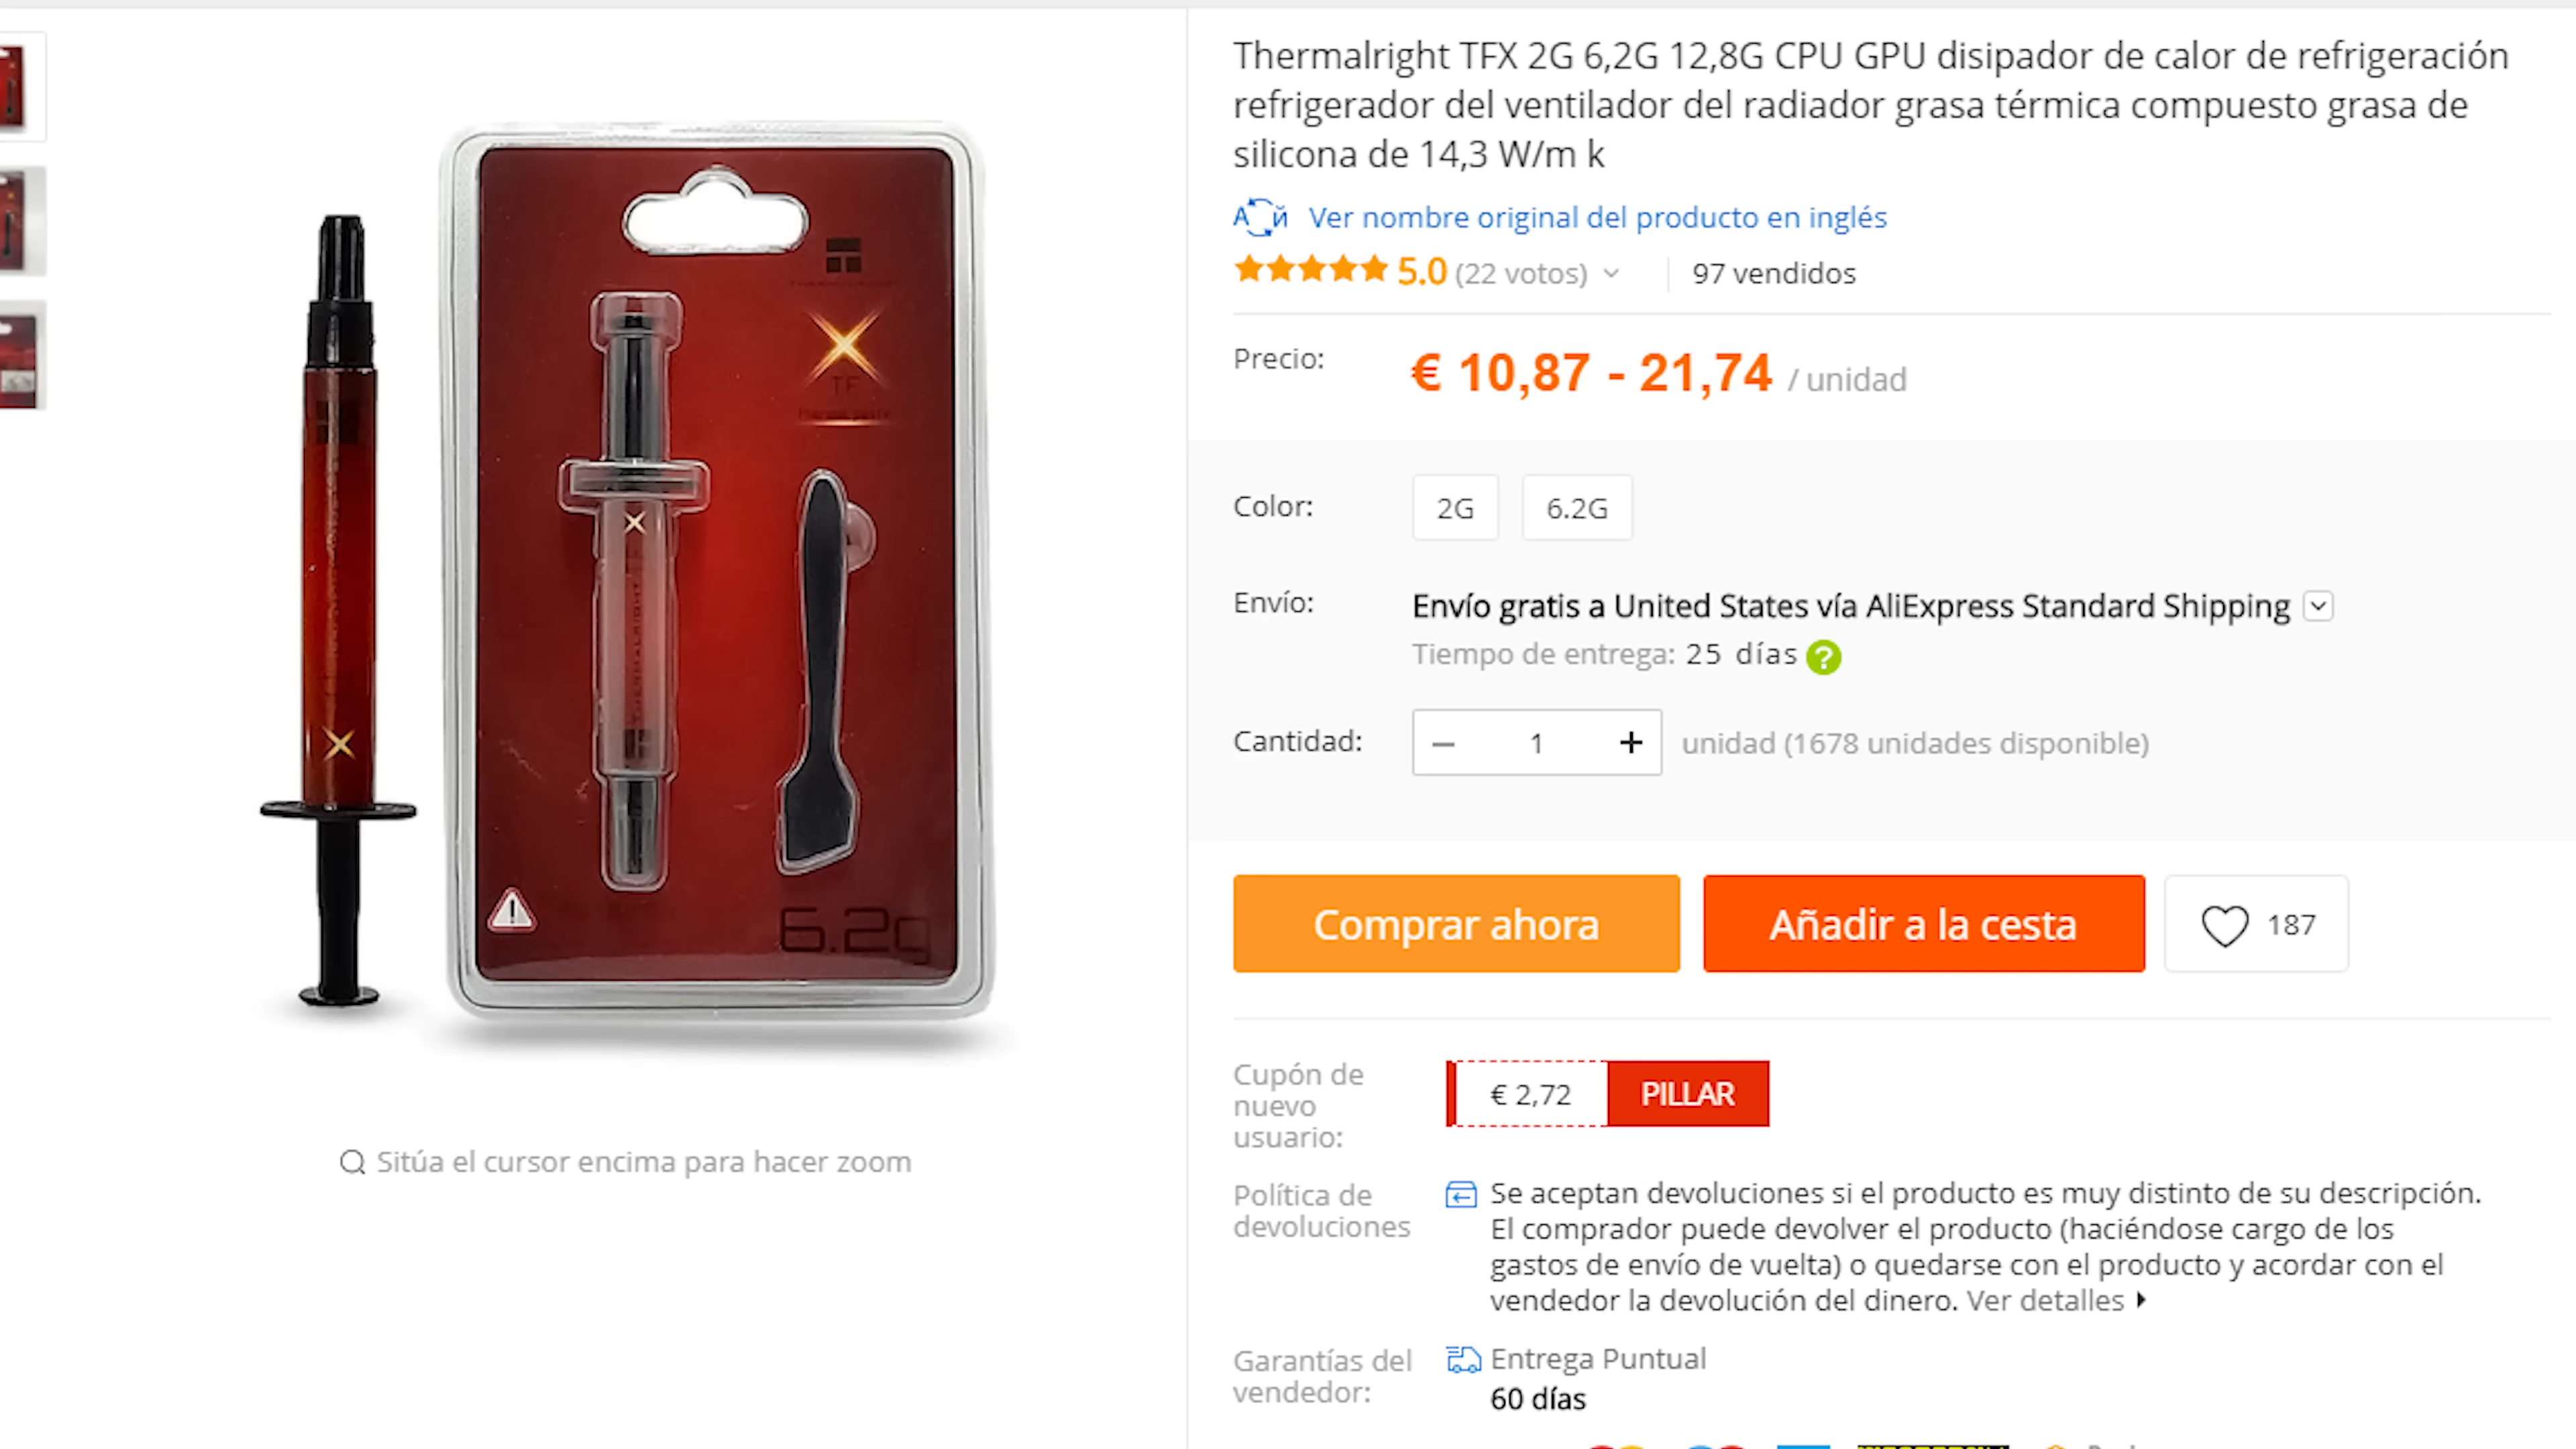 Thermalright TFX 2G 6,2G 12,8G CPU GPU disipador de calor de refrigeración
refrigerador del ventilador del radiador grasa térmica compuesto grasa de
silicona de 14,3 W/m k
Ver nombre original del producto en inglés
5.0 (22 votos) 97 vendidos
Precio: € 10,87 - 21,74 / unidad
Color: 2G 6.2G
Envío: Envío gratis a United States vía AliExpress Standard Shipping
Tiempo de entrega: 25 días ?
Cantidad: − 1 + unidad (1678 unidades disponible)
Comprar ahora Añadir a la cesta 187
Cupón de
nuevo
usuario:
€ 2,72 PILLAR
Política de
devoluciones
Se aceptan devoluciones si el producto es muy distinto de su descripción.
El comprador puede devolver el producto (haciéndose cargo de los
gastos de envío de vuelta) o quedarse con el producto y acordar con el
vendedor la devolución del dinero. Ver detalles
Garantías del
vendedor:
Entrega Puntual
60 días
TF
6.2g
Sitúa el cursor encima para hacer zoom